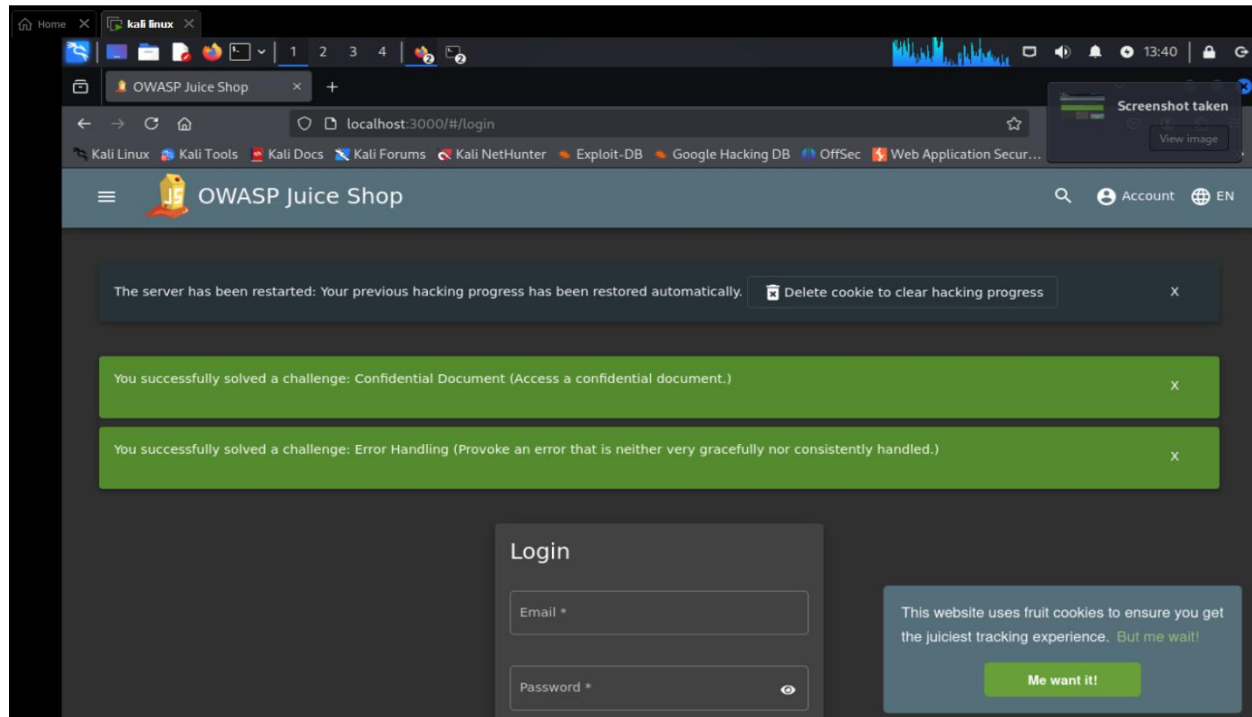 Home
kali linux
1 2 3 4 2 2 13:40
OWASP Juice Shop
Screenshot taken
localhost:3000/#/login
View image
Kali Linux Kali Tools Kali Docs Kali Forums Kali NetHunter Exploit-DB Google Hacking DB OffSec Web Application Secur...
OWASP Juice Shop Account EN
The server has been restarted: Your previous hacking progress has been restored automatically. Delete cookie to clear hacking progress X
You successfully solved a challenge: Confidential Document (Access a confidential document.) X
You successfully solved a challenge: Error Handling (Provoke an error that is neither very gracefully nor consistently handled.) X
Login
Email *
This website uses fruit cookies to ensure you get
the juiciest tracking experience. But me wait!
Password *
Me want it!